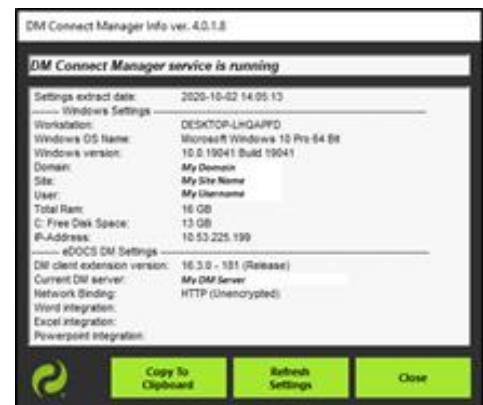 DM Connect Manager Info ver. 4.0.1.8
DM Connect Manager service is running
Settings extract date: 2020-10-02 14:05:13
Windows Settings
Workstation: DESKTOP-LHQAPFD
Windows OS Name: Microsoft Windows 10 Pro 64 Bit
Windows version: 10.0.19041 Build 19041
Domain: My Domain
Site: My Site Name
User: My Username
Total Ram: 16 GB
C: Free Disk Space: 13 GB
IP-Address: 10.53.225.199
eDOCS DM Settings
DM client extension version: 16.3.0 - 181 (Release)
Current DM server: My DM Server
Network Binding: HTTP (Unencrypted)
Word integration:
Excel integration:
Powerpoint integration:
Copy To Clipboard
Refresh Settings
Close